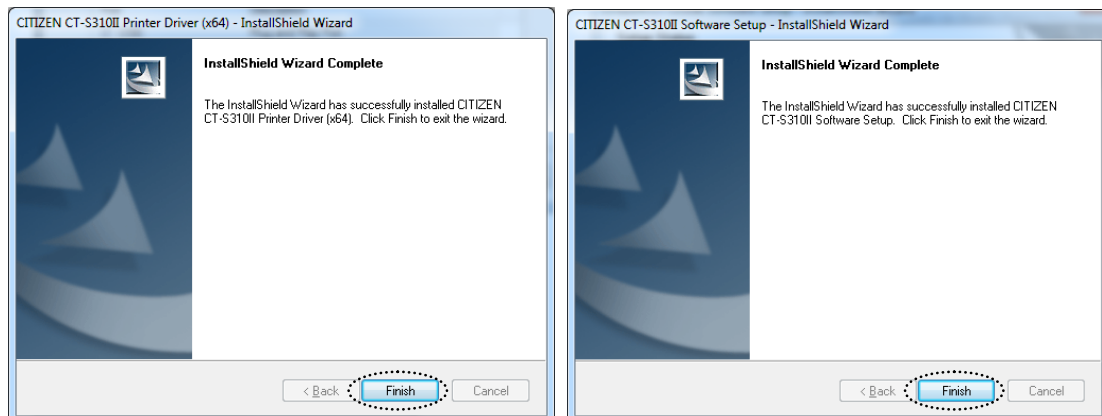 CITIZEN CT-S310II Printer Driver (x64) - InstallShield Wizard
InstallShield Wizard Complete
The InstallShield Wizard has successfully installed CITIZEN
CT-S310II Printer Driver (x64). Click Finish to exit the wizard.
< Back
Finish
Cancel
CITIZEN CT-S310II Software Setup - InstallShield Wizard
InstallShield Wizard Complete
The InstallShield Wizard has successfully installed CITIZEN
CT-S310II Software Setup. Click Finish to exit the wizard.
< Back
Finish
Cancel